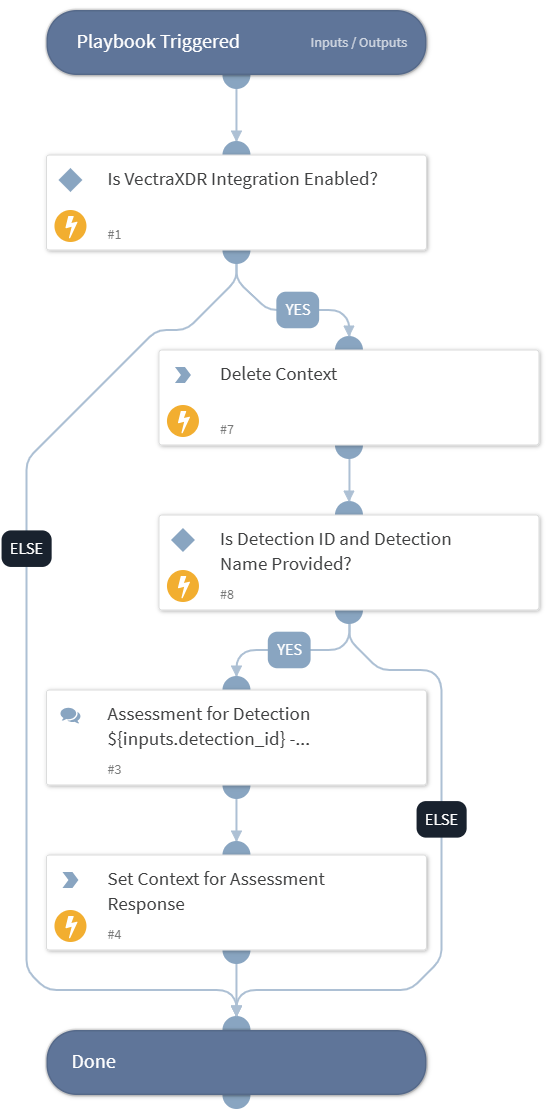 Playbook Triggered
Inputs / Outputs
Is VectraXDR Integration Enabled?
#1
YES
Delete Context
#7
ELSE
Is Detection ID and Detection
Name Provided?
#8
YES
Assessment for Detection
${inputs.detection_id} -...
#3
ELSE
Set Context for Assessment
Response
#4
Done